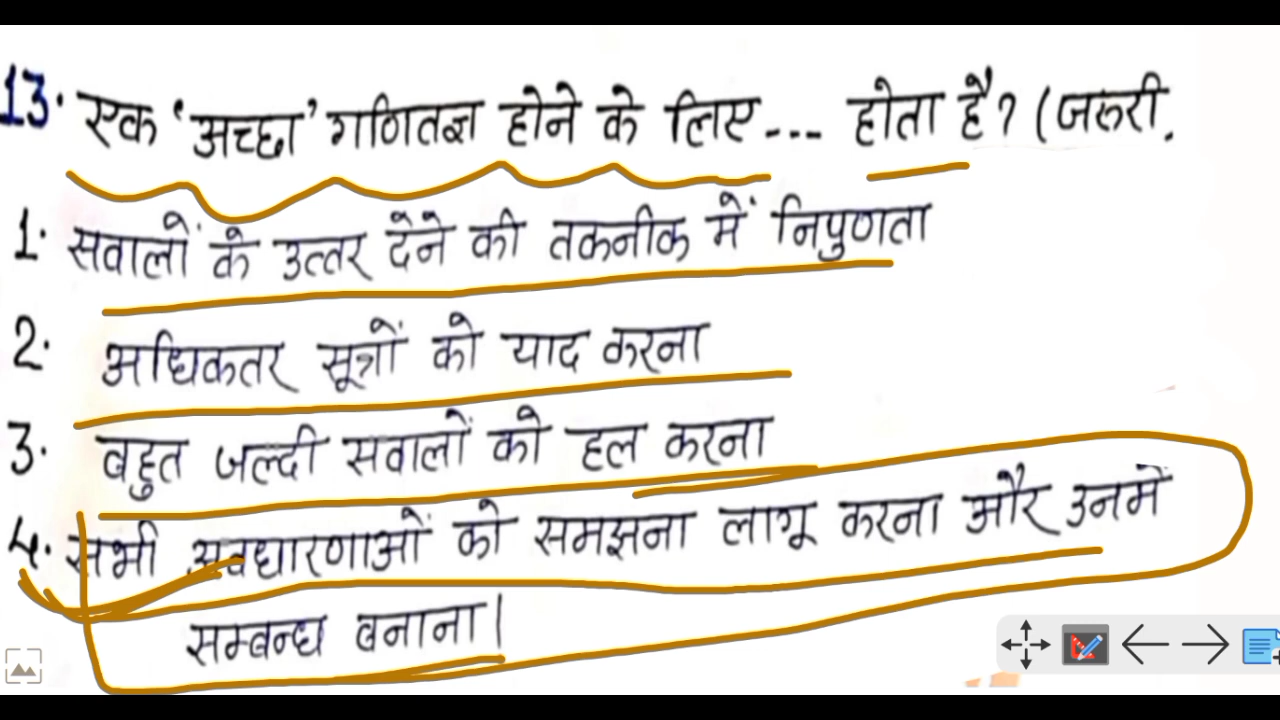 13. एक 'अच्छा' गणितज्ञ होने के लिए --- होता है? (जरुरी.
1. सवालों के उत्तर देने की तकनीक में निपुणता
2. अधिकतर सूत्रों को याद करना
3. बहुत जल्दी सवालों को हल करना
4. सभी अवधारणाओं को समझना लागू करना और उनमें
सम्बन्ध बनाना।